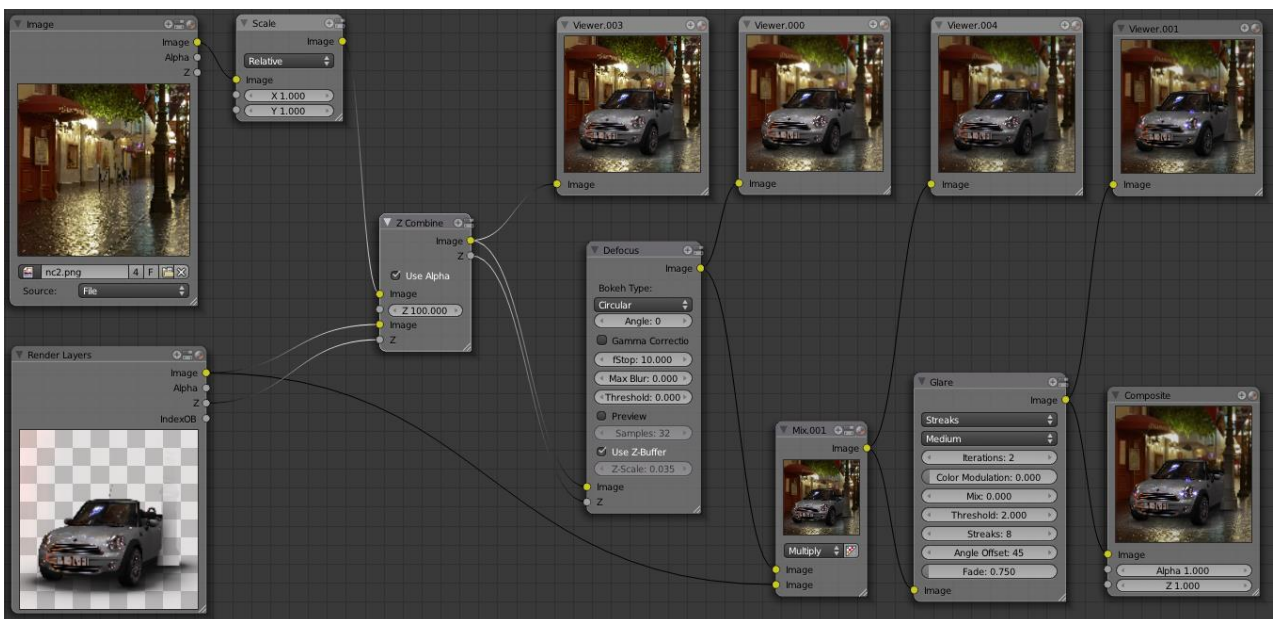 Image
Image
Alpha
Z
nc2.png 4 F
Source: File
Scale
Image
Relative
Image
X 1.000
Y 1.000
Viewer.003
Image
Viewer.000
Image
Viewer.004
Image
Viewer.001
Image
Z Combine
Image
Z
Use Alpha
Image
Z 100.000
Image
Z
Defocus
Image
Bokeh Type:
Circular
Angle: 0
Gamma Correctio
fStop: 10.000
Max Blur: 0.000
Threshold: 0.000
Preview
Samples: 32
Use Z-Buffer
Z-Scale: 0.035
Image
Z
Render Layers
Image
Alpha
Z
IndexOB
Mix.001
Image
Multiply
Image
Image
Glare
Image
Streaks
Medium
Iterations: 2
Color Modulation: 0.000
Mix: 0.000
Threshold: 2.000
Streaks: 8
Angle Offset: 45
Fade: 0.750
Image
Composite
Image
Alpha 1.000
Z 1.000